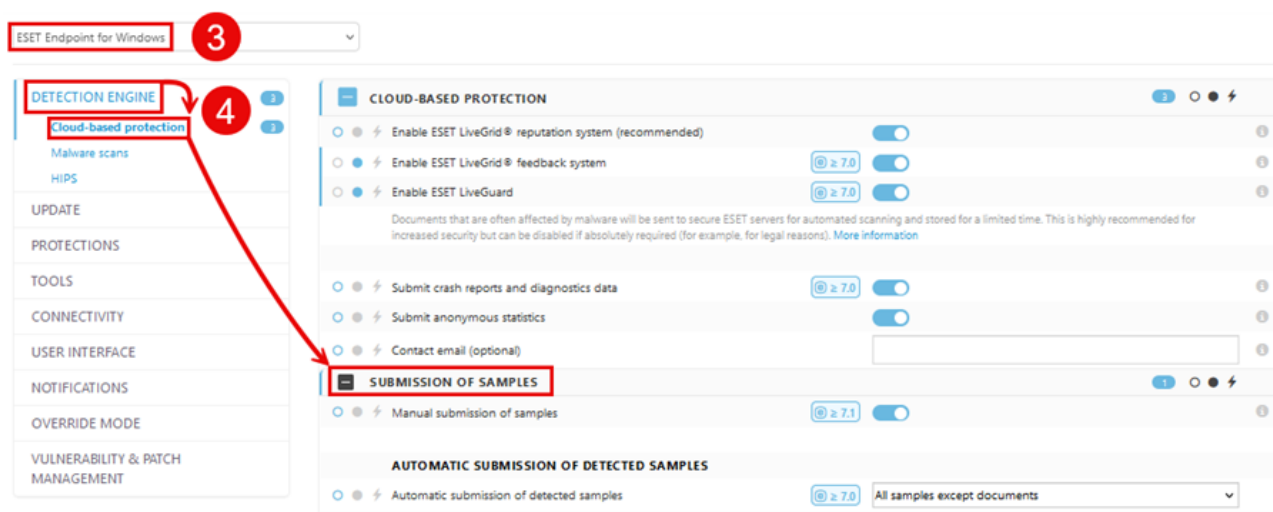 ESET Endpoint for Windows
3
DETECTION ENGINE
3
4
Cloud-based protection
3
Malware scans
HIPS
UPDATE
PROTECTIONS
TOOLS
CONNECTIVITY
USER INTERFACE
NOTIFICATIONS
OVERRIDE MODE
VULNERABILITY & PATCH
MANAGEMENT
CLOUD-BASED PROTECTION
3
Enable ESET LiveGrid® reputation system (recommended)
Enable ESET LiveGrid® feedback system
≥ 7.0
Enable ESET LiveGuard
≥ 7.0
Documents that are often affected by malware will be sent to secure ESET servers for automated scanning and stored for a limited time. This is highly recommended for
increased security but can be disabled if absolutely required (for example, for legal reasons). More information
Submit crash reports and diagnostics data
≥ 7.0
Submit anonymous statistics
Contact email (optional)
SUBMISSION OF SAMPLES
1
Manual submission of samples
≥ 7.1
AUTOMATIC SUBMISSION OF DETECTED SAMPLES
Automatic submission of detected samples
≥ 7.0
All samples except documents